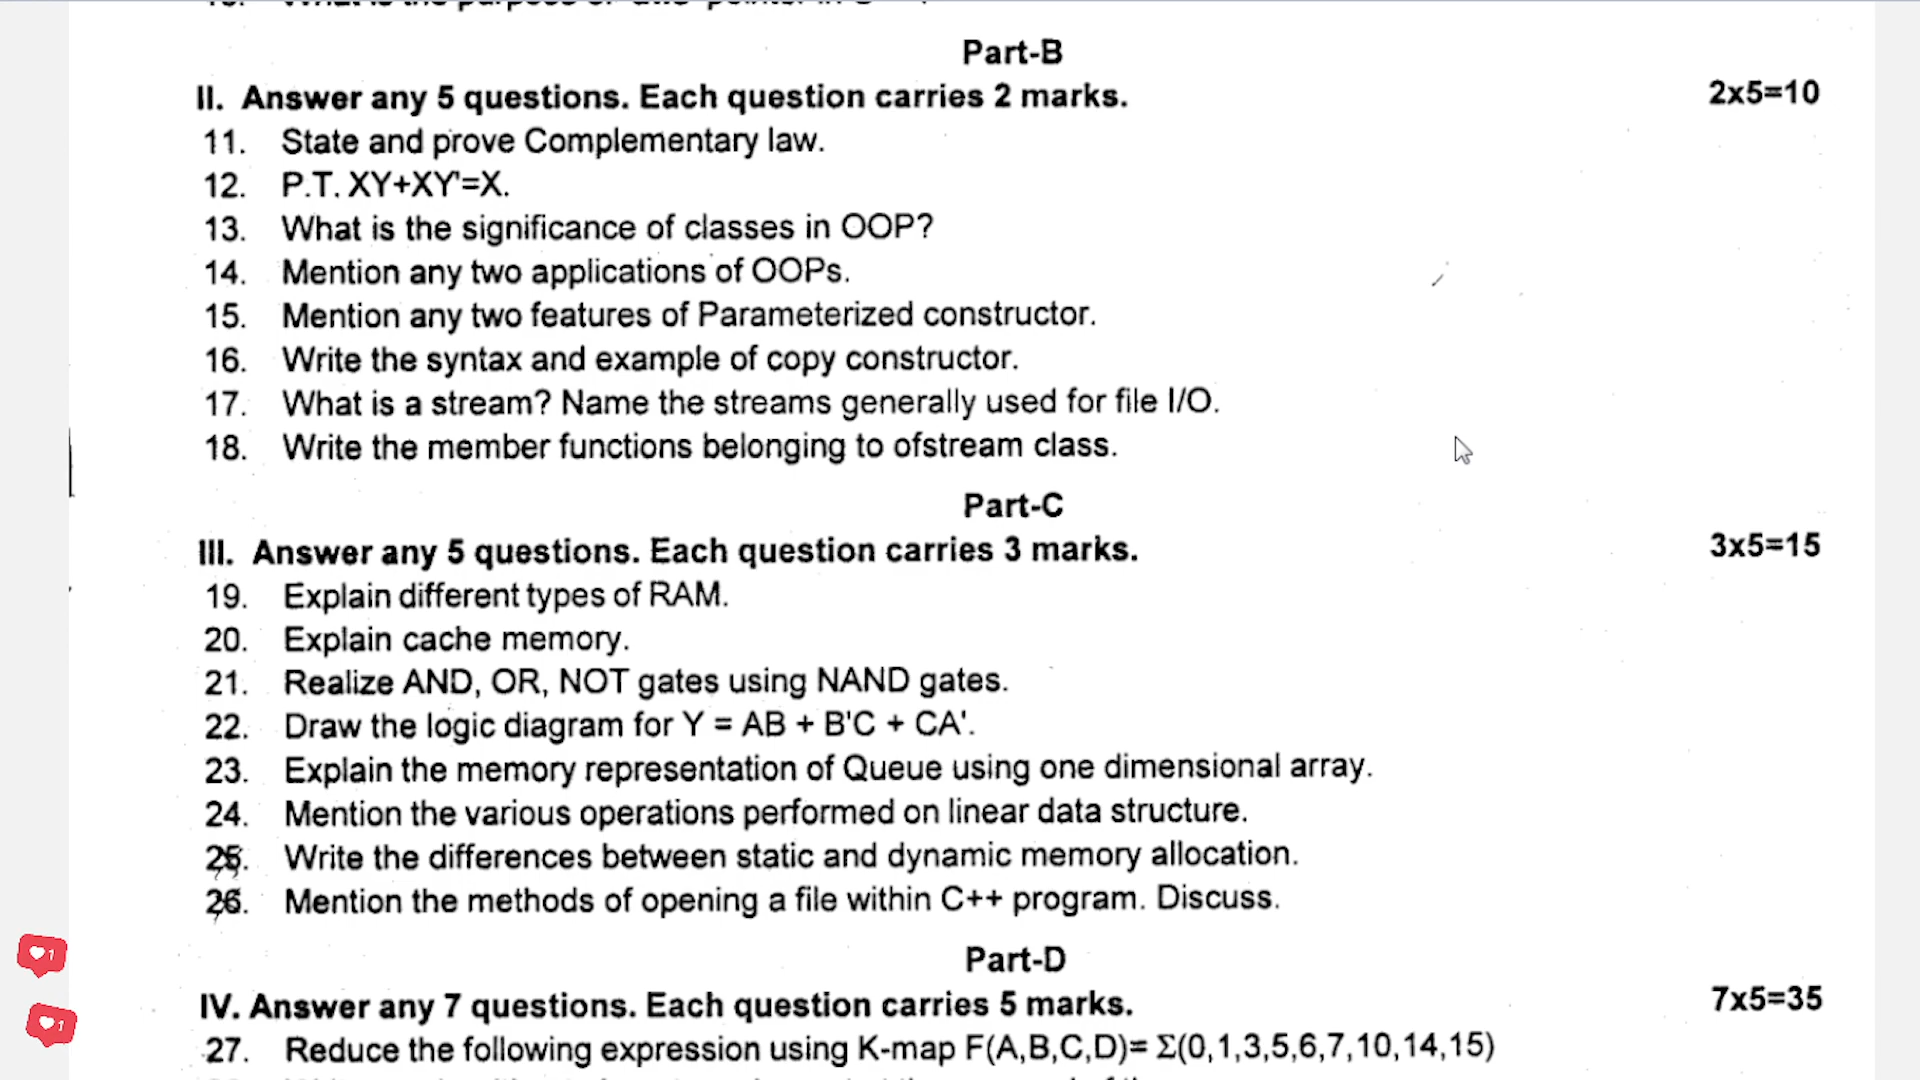 Part-B
II. Answer any 5 questions. Each question carries 2 marks. 2x5=10
11. State and prove Complementary law.
12. P.T. XY+XY'=X.
13. What is the significance of classes in OOP?
14. Mention any two applications of OOPs.
15. Mention any two features of Parameterized constructor.
16. Write the syntax and example of copy constructor.
17. What is a stream? Name the streams generally used for file I/O.
18. Write the member functions belonging to ofstream class.
Part-C
III. Answer any 5 questions. Each question carries 3 marks. 3x5=15
19. Explain different types of RAM.
20. Explain cache memory.
21. Realize AND, OR, NOT gates using NAND gates.
22. Draw the logic diagram for Y = AB + B'C + CA'.
23. Explain the memory representation of Queue using one dimensional array.
24. Mention the various operations performed on linear data structure.
25. Write the differences between static and dynamic memory allocation.
26. Mention the methods of opening a file within C++ program. Discuss.
1
Part-D
1
IV. Answer any 7 questions. Each question carries 5 marks. 7x5=35
27. Reduce the following expression using K-map F(A,B,C,D)= Σ(0,1,3,5,6,7,10,14,15)